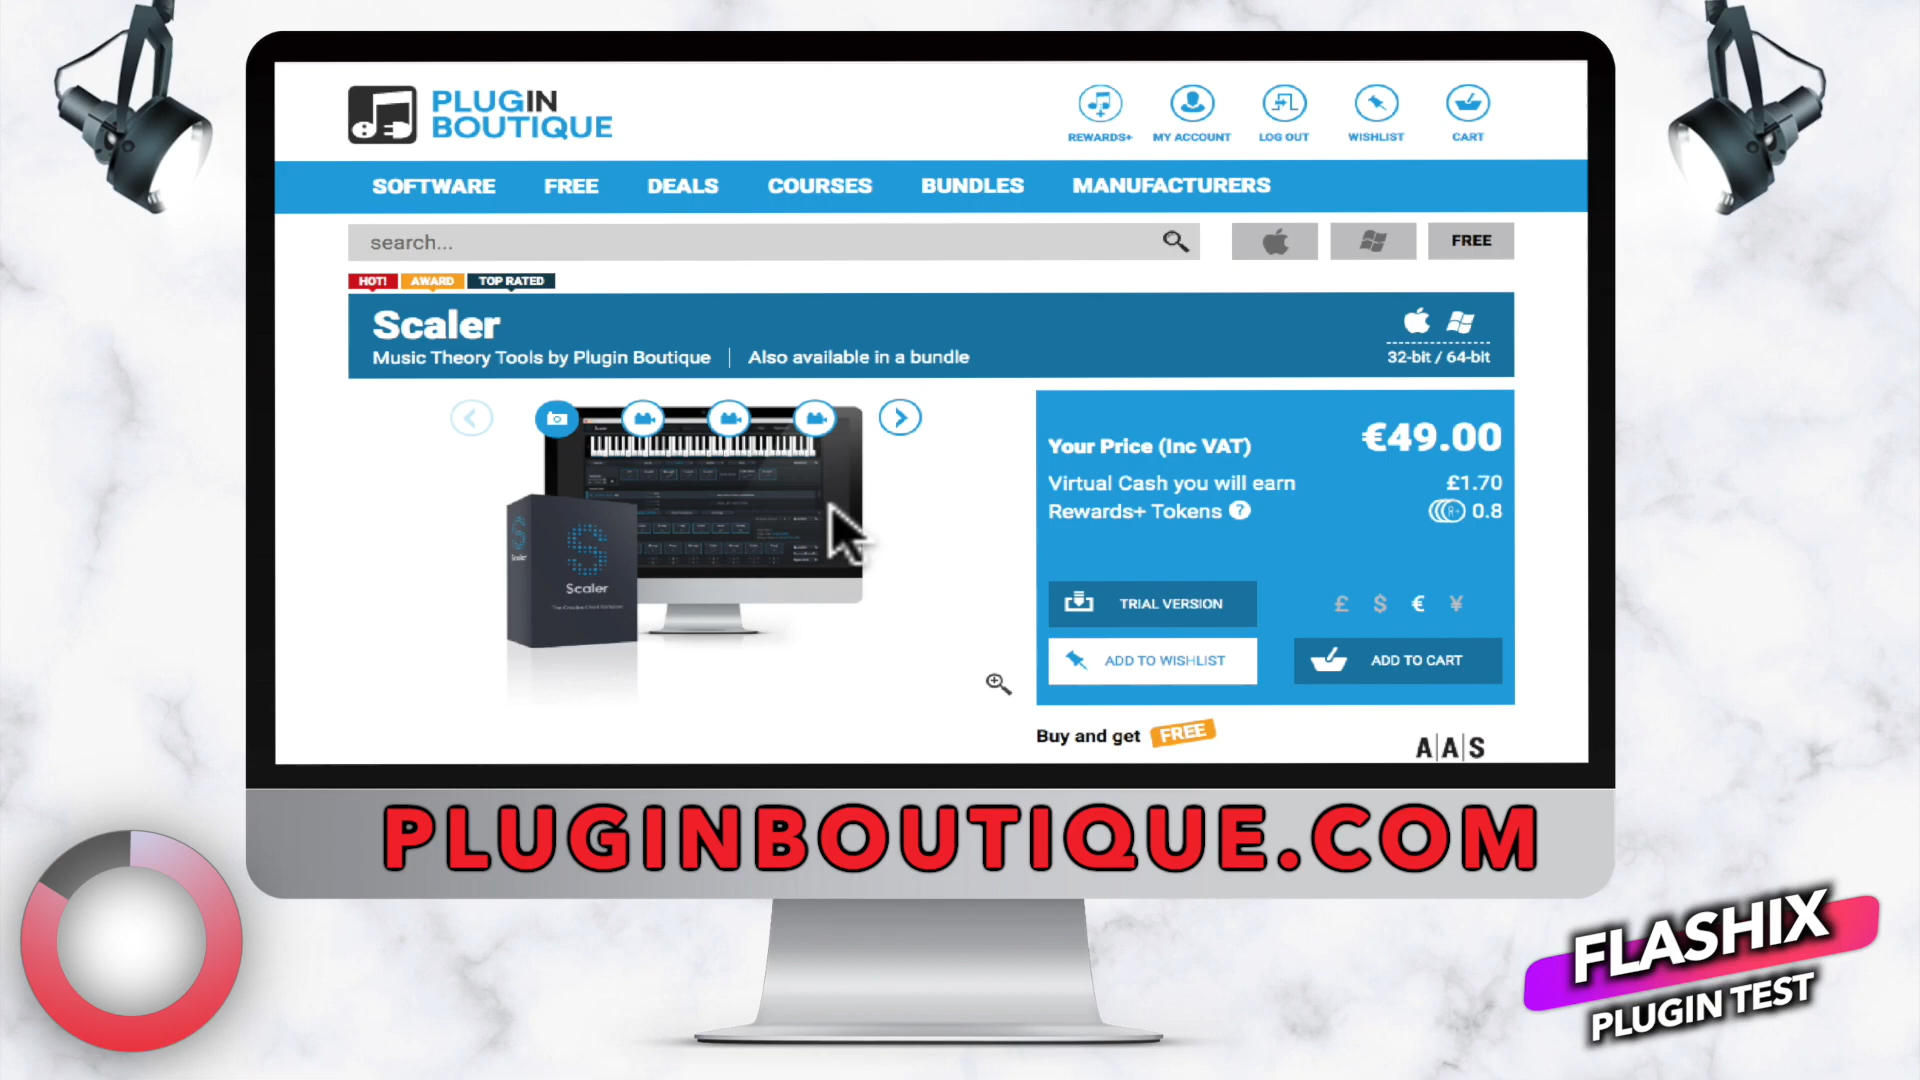 PLUGIN
BOUTIQUE
REWARDS+
MY ACCOUNT
LOG OUT
WISHLIST
CART
SOFTWARE
FREE
DEALS
COURSES
BUNDLES
MANUFACTURERS
search...
FREE
HOT!
AWARD
TOP RATED
Scaler
Music Theory Tools by Plugin Boutique | Also available in a bundle
32-bit / 64-bit
Your Price (Inc VAT) €49.00
Virtual Cash you will earn £1.70
Rewards+ Tokens ? R+ 0.8
Scaler
Scaler
TRIAL VERSION
£ $ € ¥
ADD TO WISHLIST
ADD TO CART
Buy and get FREE
A|A|S
PLUGINBOUTIQUE.COM
FLASHIX
PLUGIN TEST